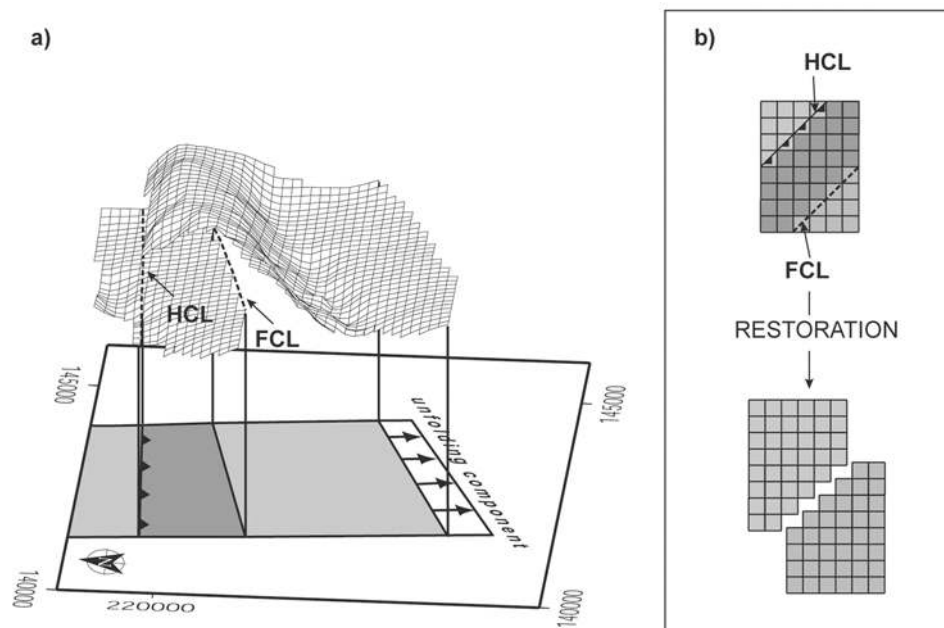 a)
HCL
FCL
145000
145000
unfolding component
140000
220000
140000
b)
HCL
FCL
RESTORATION